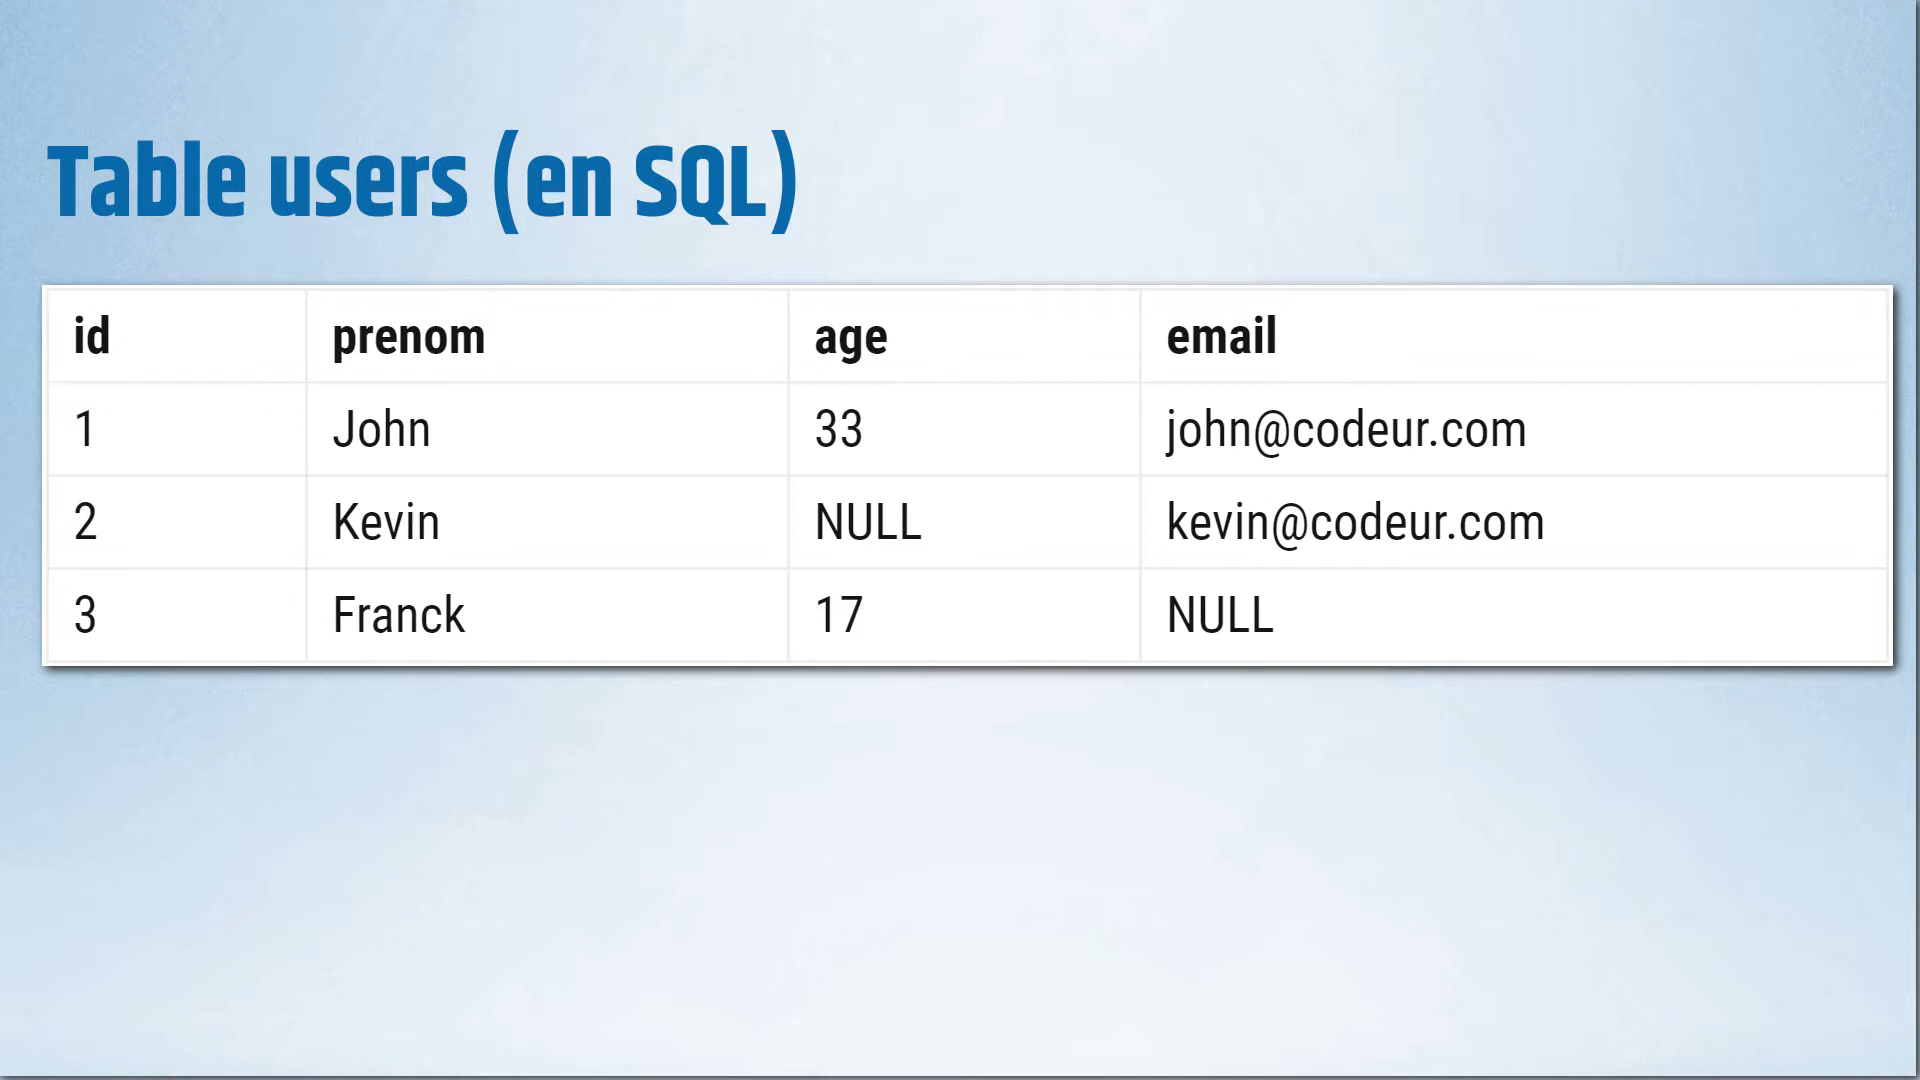 Table users (en SQL)
id prenom age email
1 John 33 john@codeur.com
2 Kevin NULL kevin@codeur.com
3 Franck 17 NULL